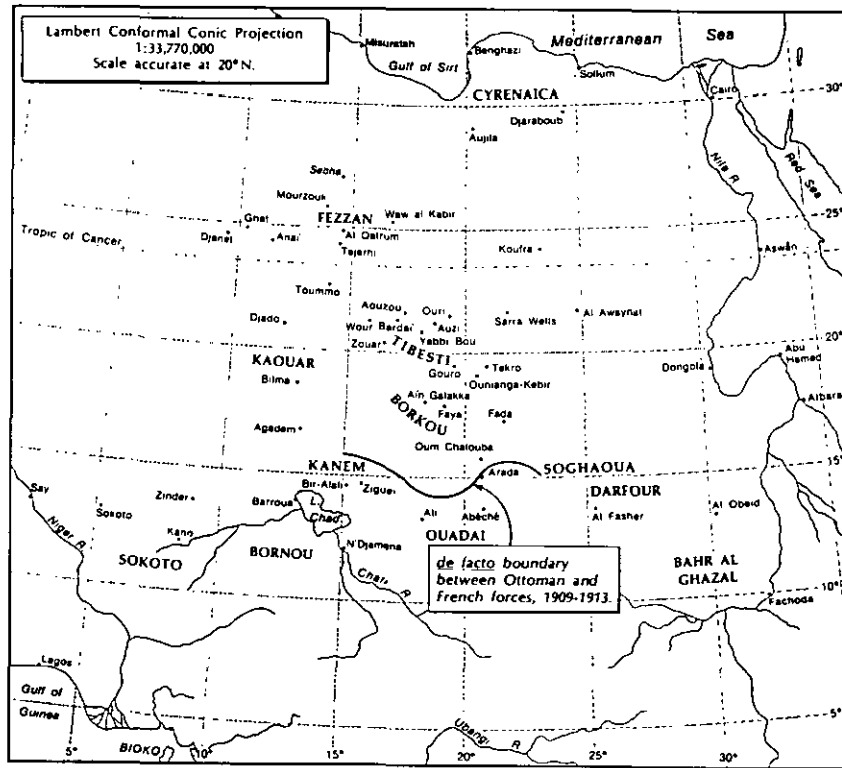 Lambert Conformal Conic Projection
1:33,770,000
Scale accurate at 20°N.
Misuratah
Benghazi
Mediterranean Sea
Gulf of Sirt
Sollum
CYRENAICA
Cairo
30°
Djaraboub
Aujila
Nile R
Red Sea
Sebha
Mourzouk
25°
Ghat
FEZZAN
Waw al Kabir
Tropic of Cancer
Djanet
Anai
Al Qatrum
Tejerhi
Koufra
Aswân
Toummo
Aouzou
Ouri
Sarra Wells
Al Awaynat
Djado
Wour
Bardai
Auzi
Yebbi Bou
20°
Zouar
TIBESTI
Abu
Hamed
KAOUAR
Gouro
Tekro
Dongola
Bilma
Ounianga-Kebir
Ain Galakka
BORKOU
Faya
Fada
Atbara
Agadem
Oum Chalouba
KANEM
SOGHAOUA
15°
Arada
Say
Bir-Alali
Ziguei
DARFOUR
Zinder
Barroua
L.
Chad
Sokoto
Ati
Abéché
Al Fasher
Al Obeid
Kano
OUADAI
Niger R
SOKOTO
BORNOU
N'Djamena
Chari R
de facto boundary
between Ottoman and
French forces, 1909-1913.
BAHR AL
GHAZAL
10°
Fachoda
Lagos
Gulf of
Guinea
5°
BIOKO
Ubangi R
5°
10°
15°
20°
25°
30°